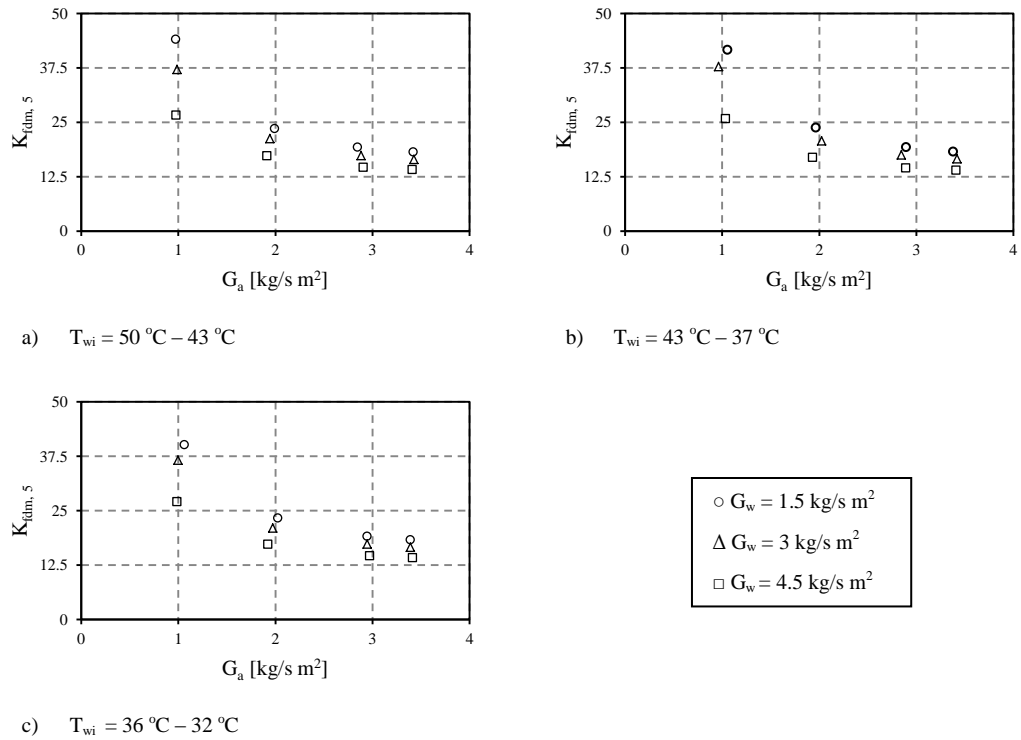 50
37.5
25
12.5
0
K_fdm, 5
0 1 2 3 4
G_a [kg/s m²]
a) T_wi = 50 °C – 43 °C
50
37.5
25
12.5
0
K_fdm, 5
0 1 2 3 4
G_a [kg/s m²]
b) T_wi = 43 °C – 37 °C
50
37.5
25
12.5
0
K_fdm, 5
0 1 2 3 4
G_a [kg/s m²]
c) T_wi = 36 °C – 32 °C
○ G_w = 1.5 kg/s m²
Δ G_w = 3 kg/s m²
□ G_w = 4.5 kg/s m²